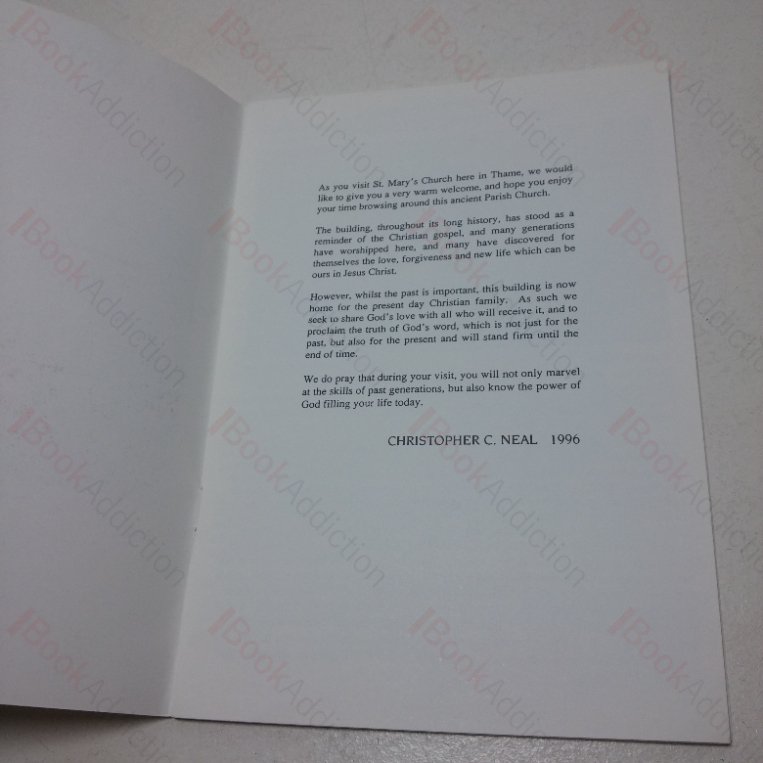 As you visit St. Mary's Church here in Thame, we would
like to give you a very warm welcome, and hope you enjoy
your time browsing around this ancient Parish Church.
The building, throughout its long history, has stood as a
reminder of the Christian gospel, and many generations
have worshipped here, and many have discovered for
themselves the love, forgiveness and new life which can be
ours in Jesus Christ.
However, whilst the past is important, this building is now
home for the present day Christian family. As such we
seek to share God's love with all who will receive it, and to
proclaim the truth of God's word, which is not just for the
past, but also for the present and will stand firm until the
end of time.
We do pray that during your visit, you will not only marvel
at the skills of past generations, but also know the power of
God filling your life today.
CHRISTOPHER C. NEAL 1996
BookAddiction